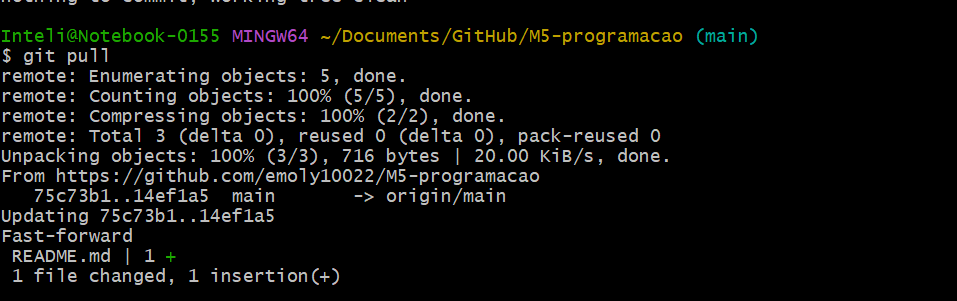 nothing to commit, working tree clean
Inteli@Notebook-0155 MINGW64 ~/Documents/GitHub/M5-programacao (main)
$ git pull
remote: Enumerating objects: 5, done.
remote: Counting objects: 100% (5/5), done.
remote: Compressing objects: 100% (2/2), done.
remote: Total 3 (delta 0), reused 0 (delta 0), pack-reused 0
Unpacking objects: 100% (3/3), 716 bytes | 20.00 KiB/s, done.
From https://github.com/emoly10022/M5-programacao
   75c73b1..14ef1a5  main       -> origin/main
Updating 75c73b1..14ef1a5
Fast-forward
 README.md | 1 +
 1 file changed, 1 insertion(+)